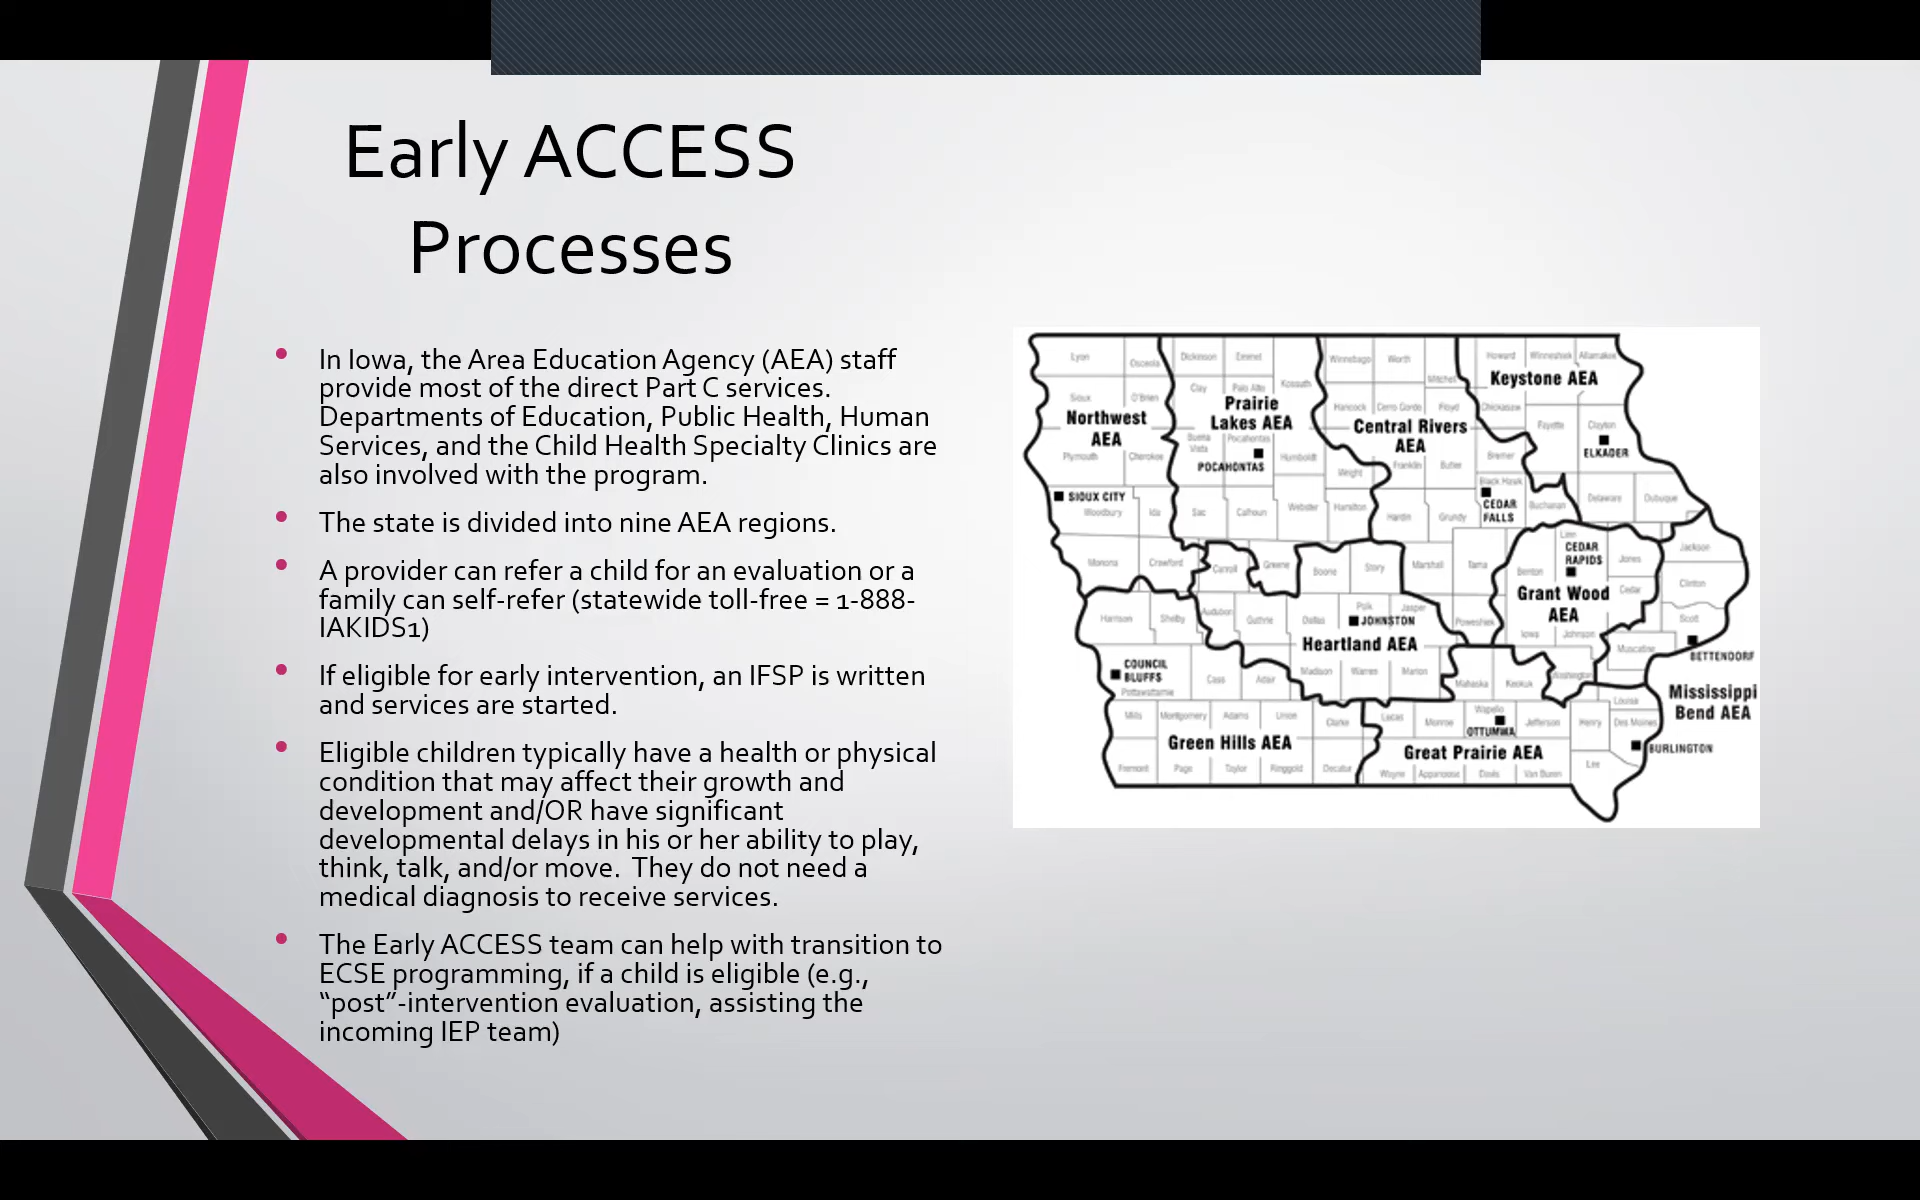 Early ACCESS
Processes
• In Iowa, the Area Education Agency (AEA) staff
provide most of the direct Part C services.
Departments of Education, Public Health, Human
Services, and the Child Health Specialty Clinics are
also involved with the program.
• The state is divided into nine AEA regions.
• A provider can refer a child for an evaluation or a
family can self-refer (statewide toll-free = 1-888-
IAKIDS1)
• If eligible for early intervention, an IFSP is written
and services are started.
• Eligible children typically have a health or physical
condition that may affect their growth and
development and/OR have significant
developmental delays in his or her ability to play,
think, talk, and/or move.  They do not need a
medical diagnosis to receive services.
• The Early ACCESS team can help with transition to
ECSE programming, if a child is eligible (e.g.,
“post”-intervention evaluation, assisting the
incoming IEP team)
Lyon Osceola Dickinson Emmet Winnebago Worth Mitchell Howard Winneshiek Allamakee
Keystone AEA
Sioux O'Brien Clay Palo Alto Kossuth Hancock Cerro Gordo Floyd Chickasaw
Northwest
AEA
Prairie
Lakes AEA
Central Rivers
AEA
Fayette Clayton
ELKADER
Plymouth Cherokee Buena
Vista Pocahontas Humboldt Wright Franklin Butler Bremer
POCAHONTAS
SIOUX CITY
Woodbury Ida Sac Calhoun Webster Hamilton Hardin Grundy Black Hawk Buchanan Delaware Dubuque
CEDAR
FALLS
Monona Crawford Carroll Greene Boone Story Marshall Tama Benton Linn Jones Jackson
CEDAR
RAPIDS
Grant Wood
AEA
Clinton
Cedar
Scott
Harrison Shelby Audubon Guthrie Dallas Polk Jasper Poweshiek Iowa Johnson Muscatine
JOHNSTON
Heartland AEA
BETTENDORF
Mississippi
Bend AEA
COUNCIL
BLUFFS
Pottawattamie Cass Adair Madison Warren Marion Mahaska Keokuk Washington Louisa
Mills Montgomery Adams Union Clarke Lucas Monroe Wapello Jefferson Henry Des Moines
OTTUMWA
Green Hills AEA
Great Prairie AEA
BURLINGTON
Fremont Page Taylor Ringgold Decatur Wayne Appanoose Davis Van Buren Lee